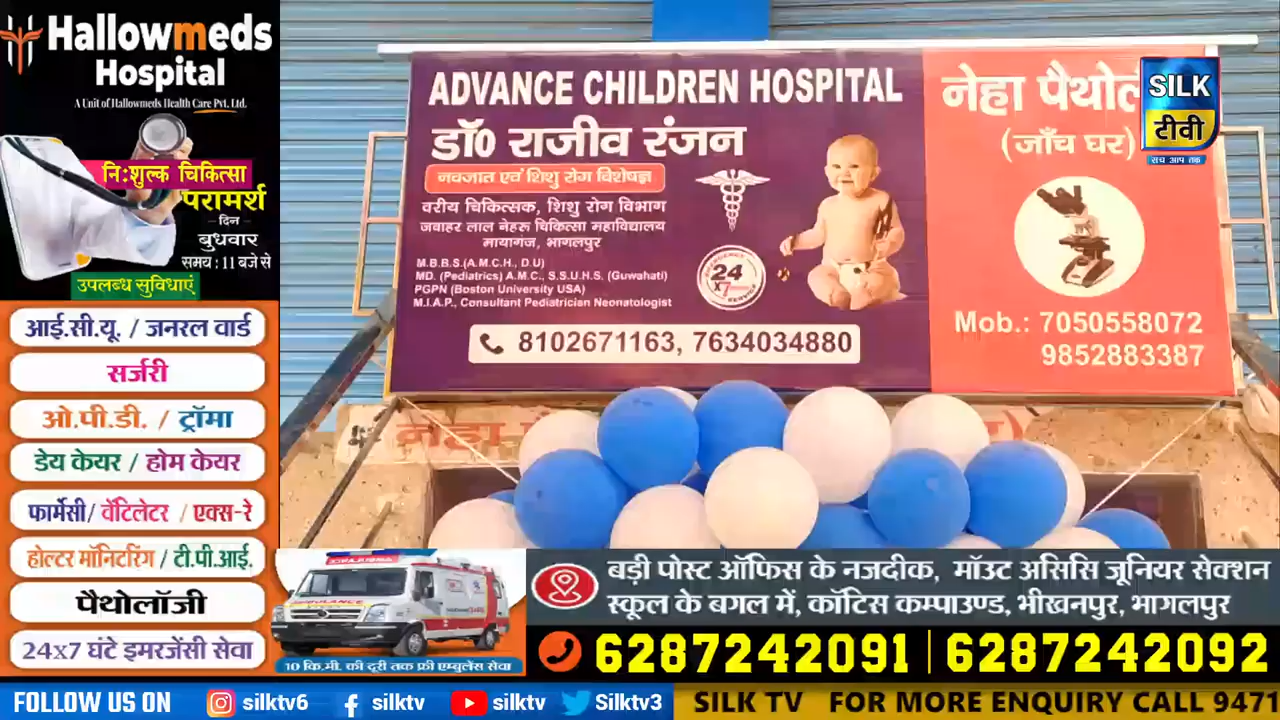 Hallowmeds
Hospital
A Unit of Hallowmeds Health Care Pvt. Ltd.
नि:शुल्क चिकित्सा
परामर्श
दिन
बुधवार
समय : 11 बजे से
उपलब्ध सुविधाएं
आई.सी.यू. / जनरल वार्ड
सर्जरी
ओ.पी.डी. / ट्रॉमा
डेय केयर / होम केयर
फार्मेसी/ वेंटिलेटर / एक्स-रे
होल्टर मॉनिटरिंग / टी.पी.आई.
पैथोलॉजी
24x7 घंटे इमरजेंसी सेवा
ADVANCE CHILDREN HOSPITAL
डॉ0 राजीव रंजन
नवजात एवं शिशु रोग विशेषज्ञ
वरीय चिकित्सक, शिशु रोग विभाग
जवाहर लाल नेहरू चिकित्सा महाविद्यालय
मायागंज, भागलपुर
M.B.B.S.(A.M.C.H., D.U)
MD. (Pediatrics) A.M.C., S.S.U.H.S. (Guwahati)
PGPN (Boston University USA)
M.I.A.P., Consultant Pediatrician Neonatologist
24
x7
SERVICE
8102671163, 7634034880
नेहा पैथोल
(जाँच घर)
Mob.: 7050558072
9852883387
SILK
टीवी
सच आप तक
नेहा
AMBULANCE
10 कि.मी. की दूरी तक फ्री एम्बुलेंस सेवा
बड़ी पोस्ट ऑफिस के नजदीक, मॉउट असिसि जूनियर सेक्शन
स्कूल के बगल में, कॉटिस कम्पाउण्ड, भीखनपुर, भागलपुर
6287242091 | 6287242092
FOLLOW US ON silktv6 silktv silktv Silktv3 SILK TV FOR MORE ENQUIRY CALL 9471